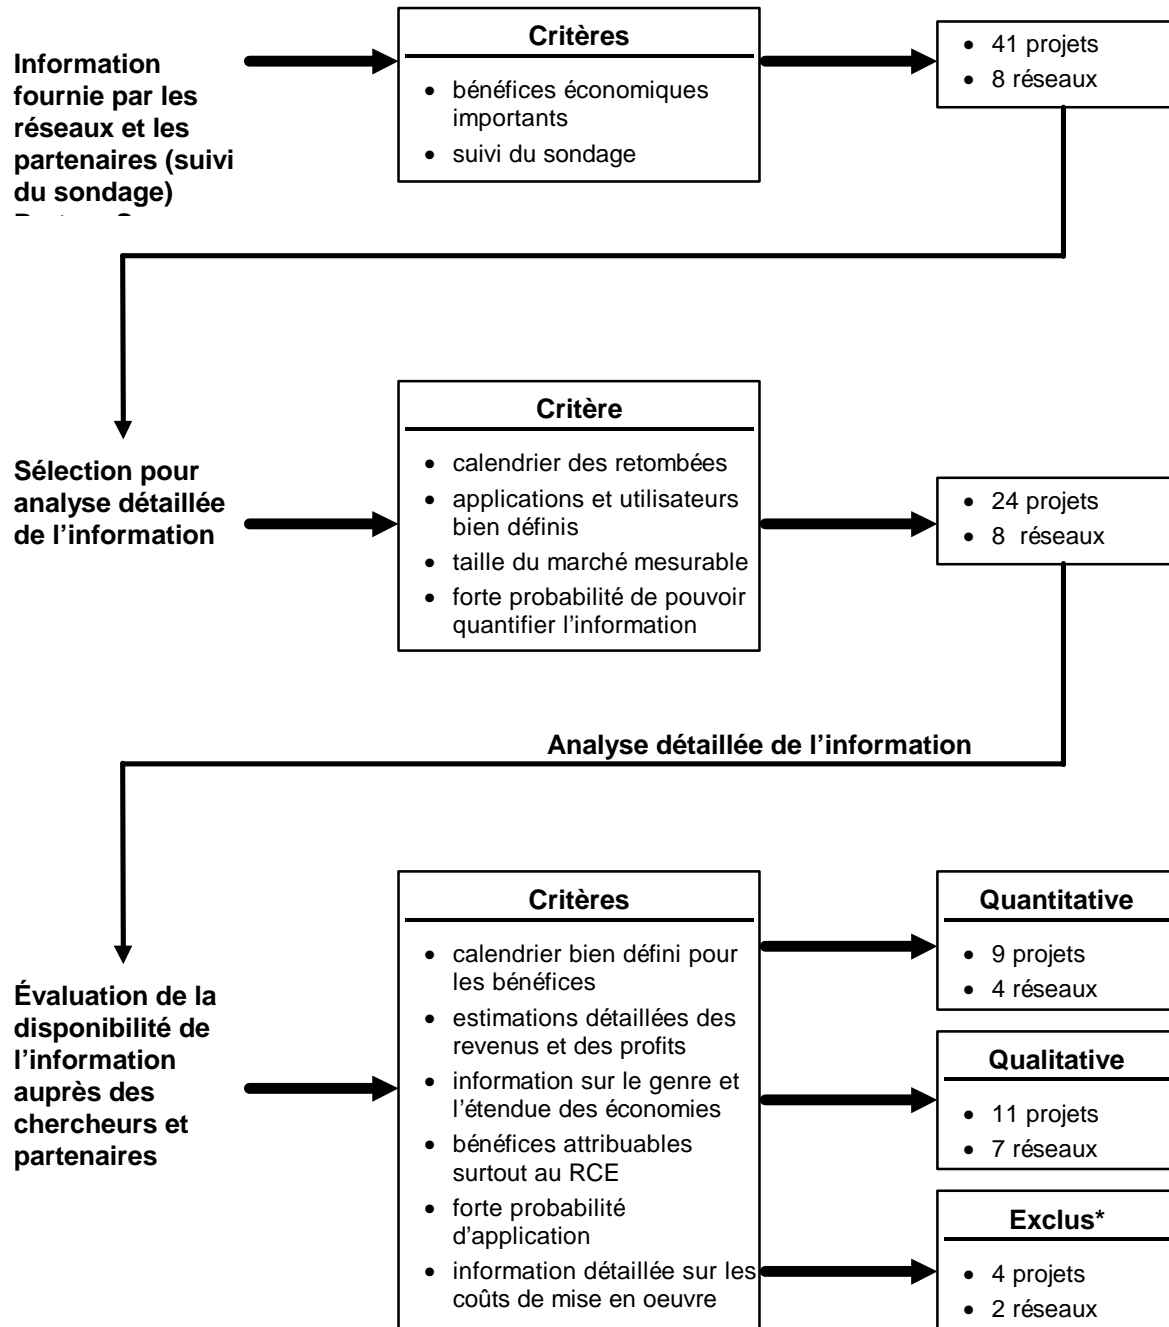 Information
fournie par les
réseaux et les
partenaires (suivi
du sondage)
Critères
• bénéfices économiques
importants
• suivi du sondage
• 41 projets
• 8 réseaux
Sélection pour
analyse détaillée
de l’information
Critère
• calendrier des retombées
• applications et utilisateurs
bien définis
• taille du marché mesurable
• forte probabilité de pouvoir
quantifier l’information
• 24 projets
• 8 réseaux
Analyse détaillée de l’information
Évaluation de la
disponibilité de
l’information
auprès des
chercheurs et
partenaires
Critères
• calendrier bien défini pour
les bénéfices
• estimations détaillées des
revenus et des profits
• information sur le genre et
l’étendue des économies
• bénéfices attribuables
surtout au RCE
• forte probabilité
d’application
• information détaillée sur les
coûts de mise en oeuvre
Quantitative
• 9 projets
• 4 réseaux
Qualitative
• 11 projets
• 7 réseaux
Exclus*
• 4 projets
• 2 réseaux